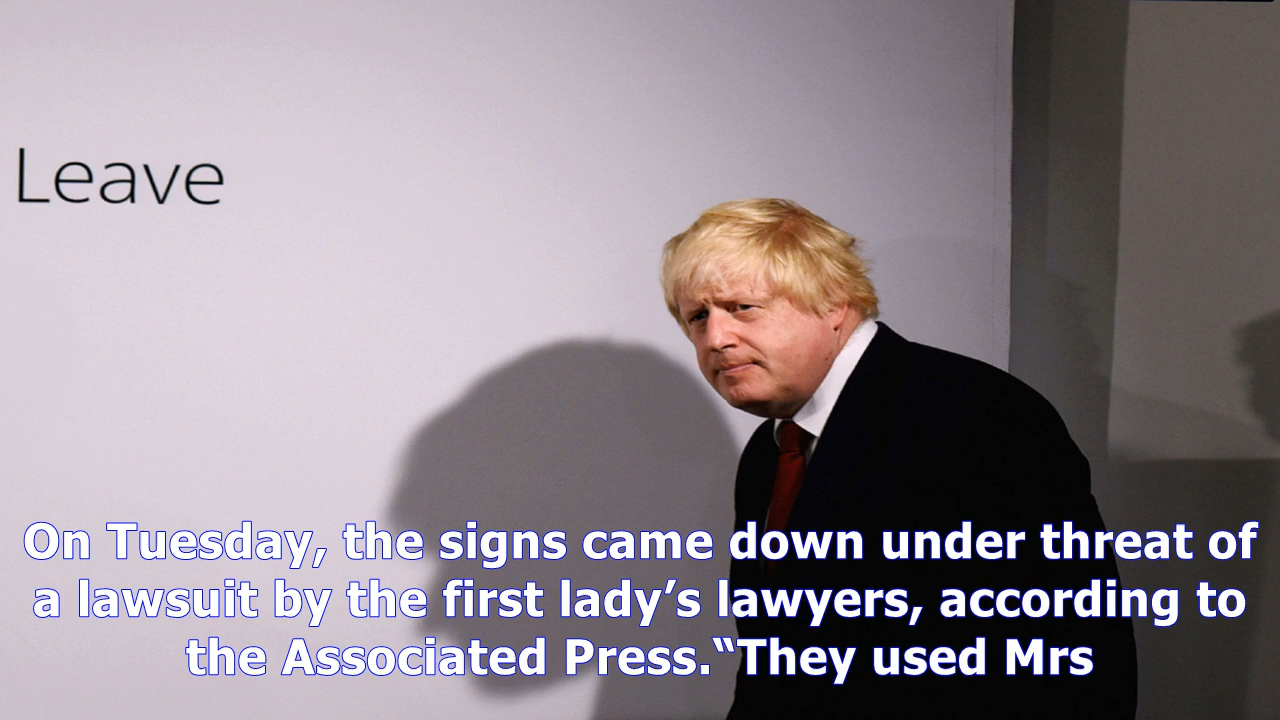 Leave
On Tuesday, the signs came down under threat of
a lawsuit by the first lady’s lawyers, according to
the Associated Press.“They used Mrs